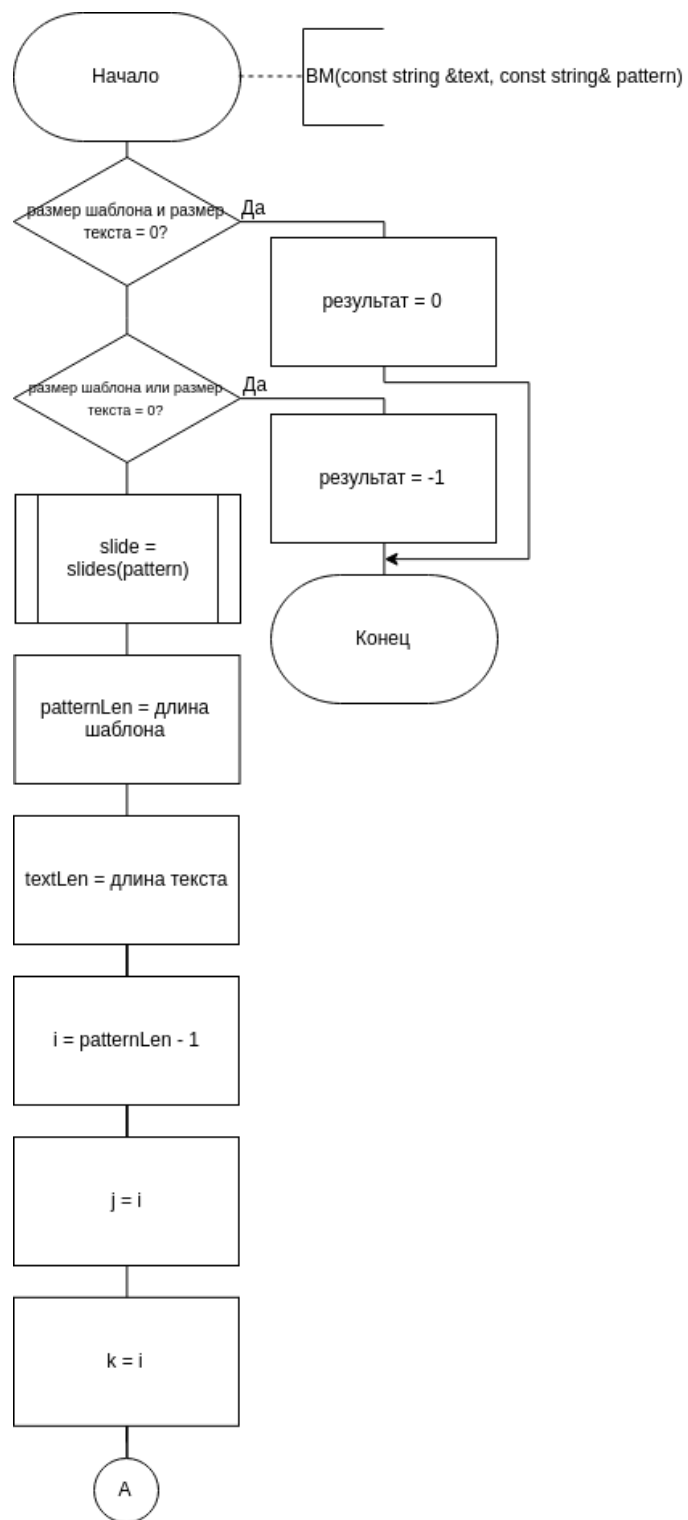 Начало
BM(const string &text, const string& pattern)
размер шаблона и размер
текста = 0?
Да
результат = 0
размер шаблона или размер
текста = 0?
Да
результат = -1
slide =
slides(pattern)
Конец
patternLen = длина
шаблона
textLen = длина текста
i = patternLen - 1
j = i
k = i
А